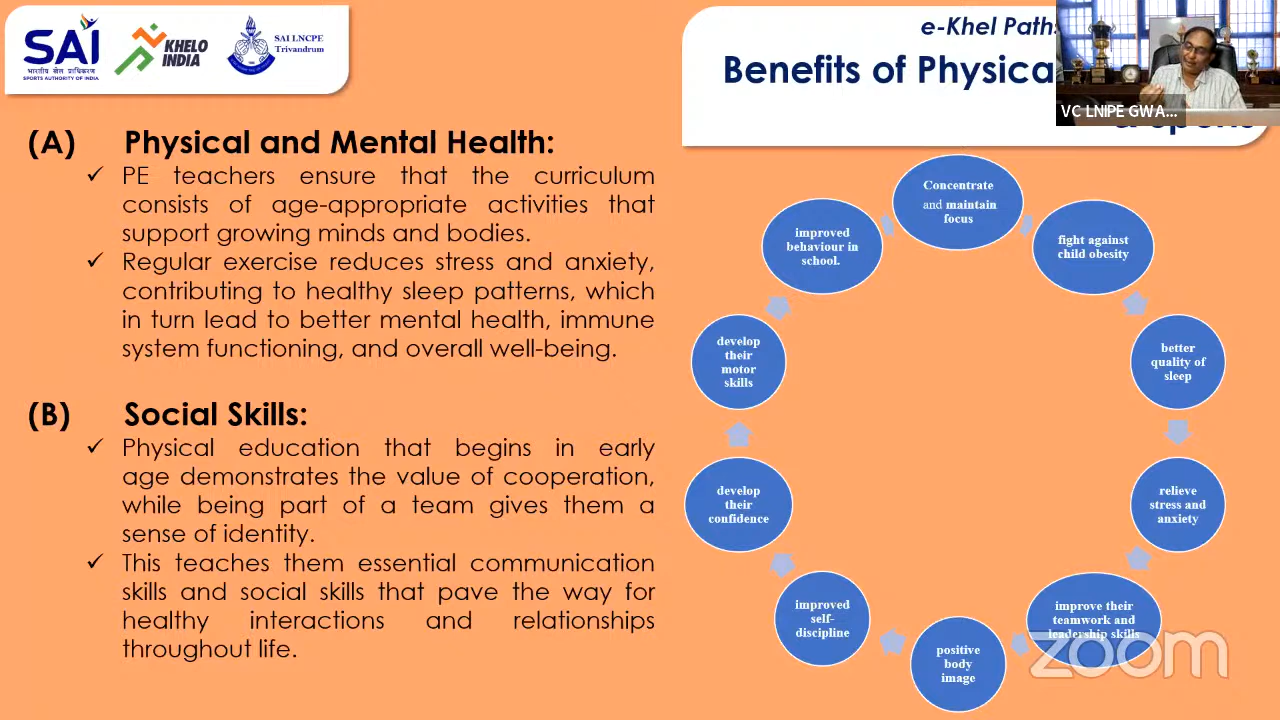 SAI
भारतीय खेल प्राधिकरण
SPORTS AUTHORITY OF INDIA
KHELO
INDIA
SAI LNCPE
Trivandrum
e-Khel Paths
Benefits of Physica
VC LNIPE GWA...
(A) Physical and Mental Health:
✓ PE teachers ensure that the curriculum
consists of age-appropriate activities that
support growing minds and bodies.
✓ Regular exercise reduces stress and anxiety,
contributing to healthy sleep patterns, which
in turn lead to better mental health, immune
system functioning, and overall well-being.
(B) Social Skills:
✓ Physical education that begins in early
age demonstrates the value of cooperation,
while being part of a team gives them a
sense of identity.
✓ This teaches them essential communication
skills and social skills that pave the way for
healthy interactions and relationships
throughout life.
Concentrate
and maintain
focus
fight against
child obesity
better
quality of
sleep
relieve
stress and
anxiety
improve their
teamwork and
leadership skills
positive
body
image
improved
self-
discipline
develop
their
confidence
develop
their
motor
skills
improved
behaviour in
school.
zoom